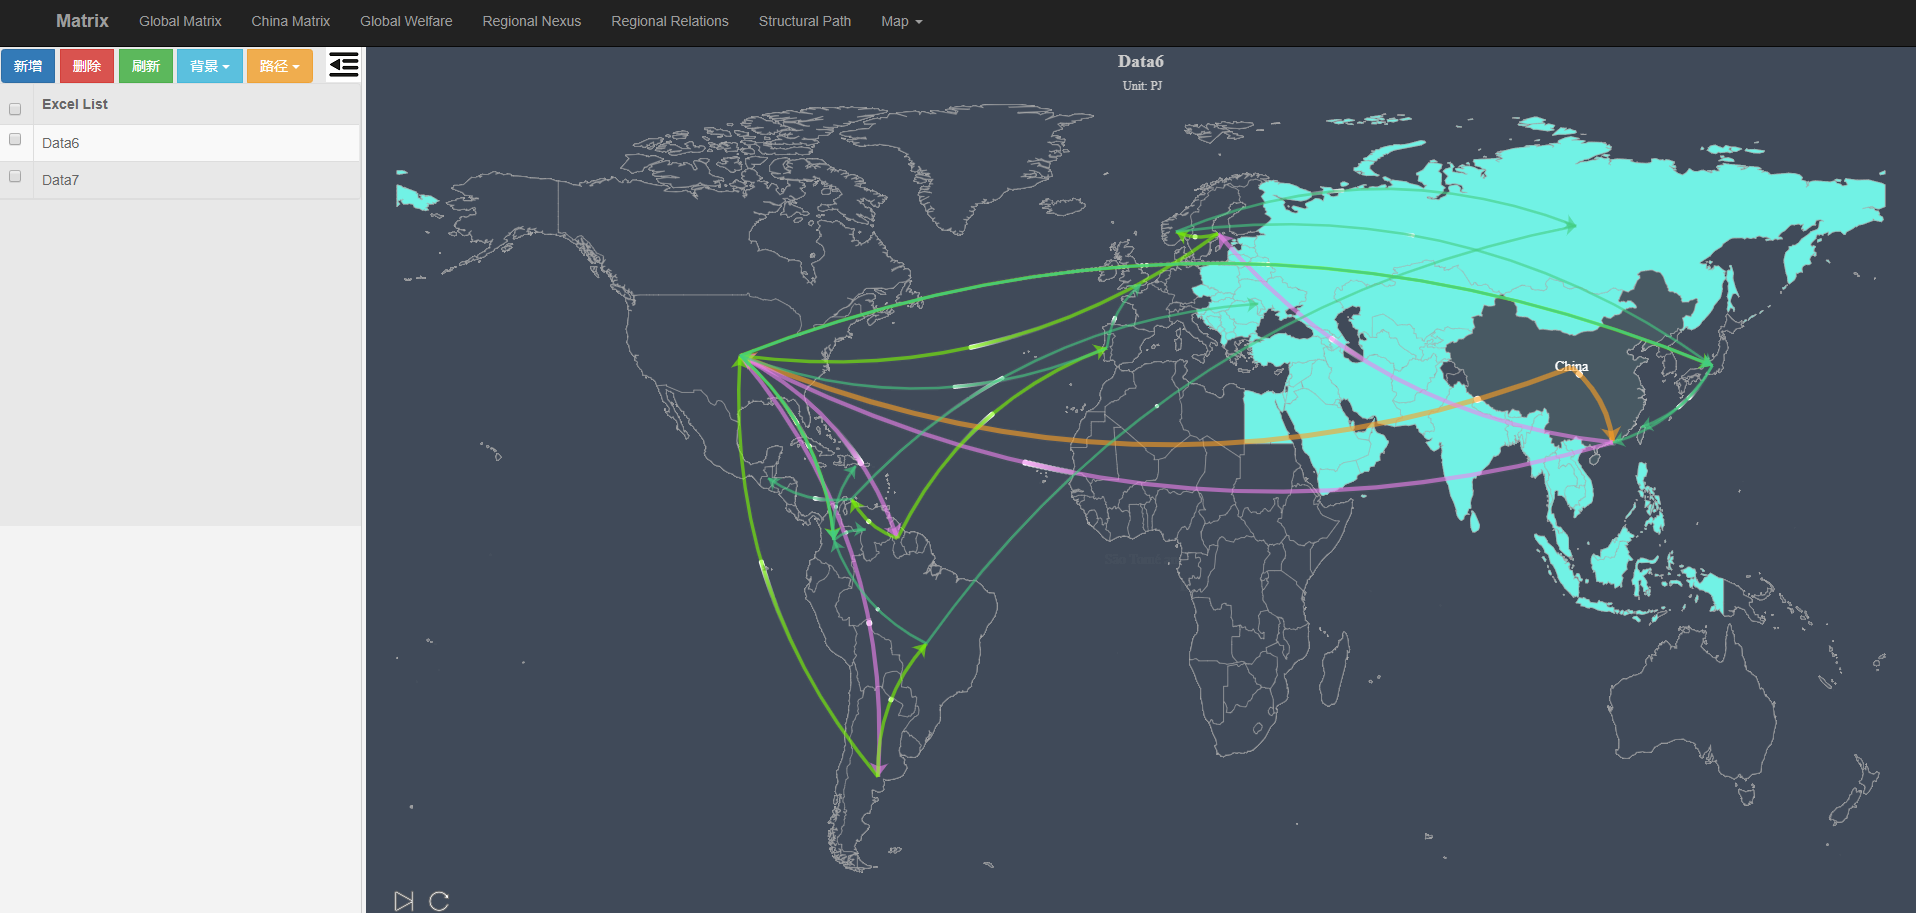 Matrix Global Matrix China Matrix Global Welfare Regional Nexus Regional Relations Structural Path Map
新增 删除 刷新 背景 路径
Excel List
Data6
Data7
Data6
Unit: PJ
China